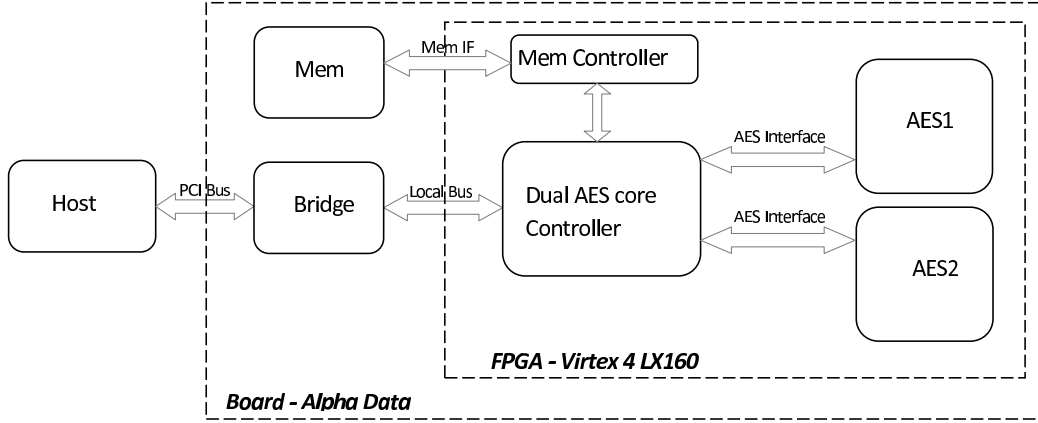 Mem IF
Mem
Mem Controller
AES1
AES Interface
PCI Bus
Local Bus
Host
Bridge
Dual AES core
Controller
AES Interface
AES2
FPGA - Virtex 4 LX160
Board - Alpha Data